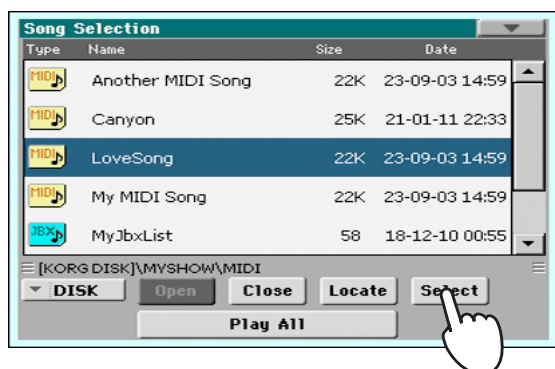 Song Selection
Type Name Size Date
MIDI Another MIDI Song 22K 23-09-03 14:59
MIDI Canyon 25K 21-01-11 22:33
MIDI LoveSong 22K 23-09-03 14:59
MIDI My MIDI Song 22K 23-09-03 14:59
JBX MyJbxList 58 18-12-10 00:55
[KORG DISK]\MYSHOW\MIDI
DISK Open Close Locate Select
Play All